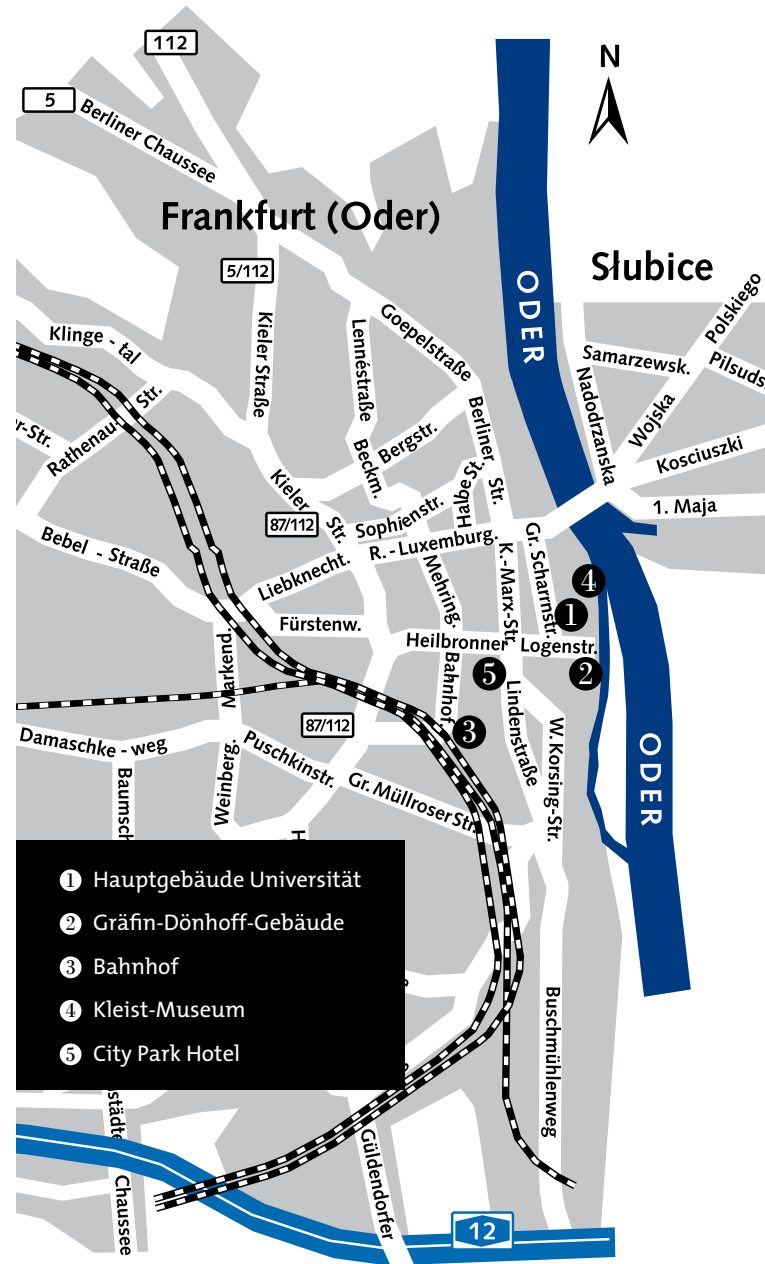 112
N
5
Berliner Chaussee
Frankfurt (Oder)
5/112
Słubice
ODER
Polskiego
Klinge - tal
Kieler Straße
Lennéstraße
Goepelstraße
Samarzewsk.
Pilsuds
Nadodrzanska
Wojska
er-Str.
Rathenau-
Str.
Beckm.
Bergstr.
Berliner
Str.
Kosciuszki
Kieler
Str.
87/112
Sophienstr.
Halbe St.
1. Maja
Bebel - Straße
Liebknecht.
R.-Luxemburg.
Mehring.
K.-Marx-Str.
Gr. Scharrnstr.
4
1
Fürstenw.
Heilbronner
Logenstr.
Markend.
Bahnhof.
5
2
Lindenstraße
87/112
3
W. Korsing-Str.
ODER
Damaschke - weg
Puschkinstr.
Weinberg.
Baumsch
Gr. Müllroser Str.
H
1 Hauptgebäude Universität
2 Gräfin-Dönhoff-Gebäude
3 Bahnhof
4 Kleist-Museum
5 City Park Hotel
Buschmühlenweg
städte
Chaussee
Güldendorfer
12